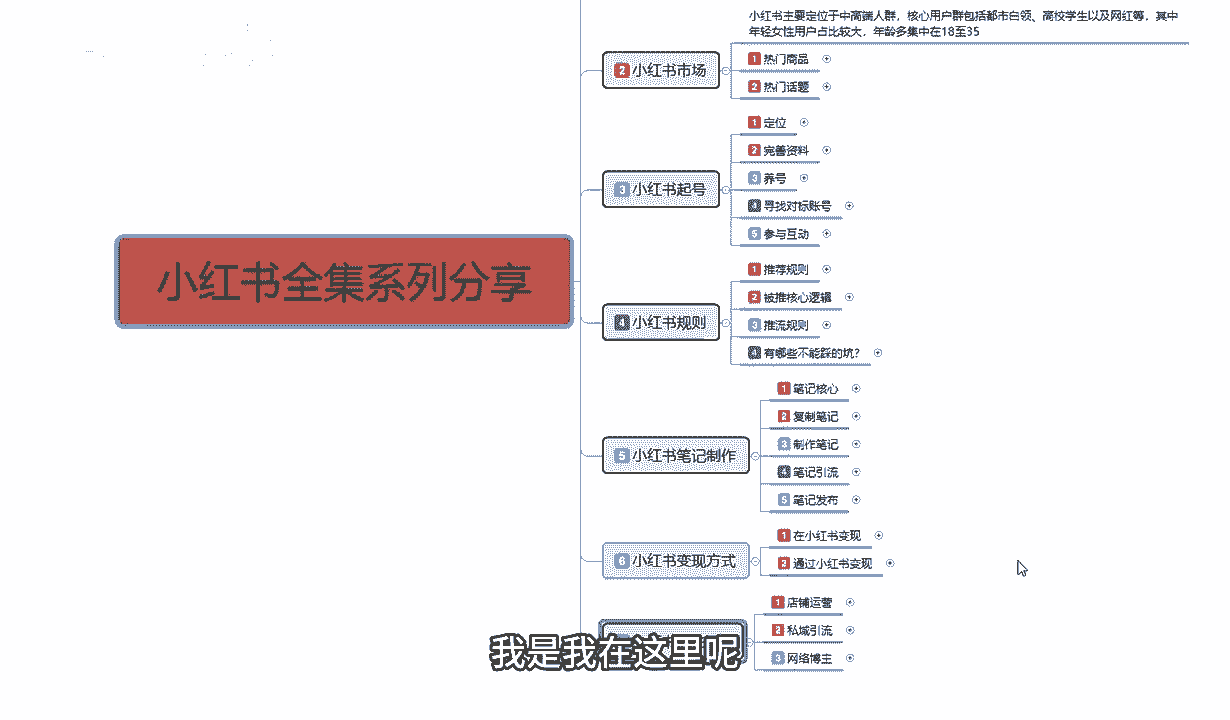 小红书主要定位于中高端人群，核心用户群包括都市白领、高校学生以及网红等，其中
年轻女性用户占比较大，年龄多集中在18至35
2 小红书市场
1 热门商品
2 热门话题
3 小红书起号
1 定位
2 完善资料
3 养号
4 寻找对标账号
5 参与互动
小红书全集系列分享
4 小红书规则
1 推荐规则
2 被推核心逻辑
3 推流规则
4 有哪些不能踩的坑？
5 小红书笔记制作
1 笔记核心
2 复制笔记
3 制作笔记
4 笔记引流
5 笔记发布
6 小红书变现方式
1 在小红书变现
2 通过小红书变现
1 店铺运营
2 私域引流
3 网络博主
我是我在这里呢